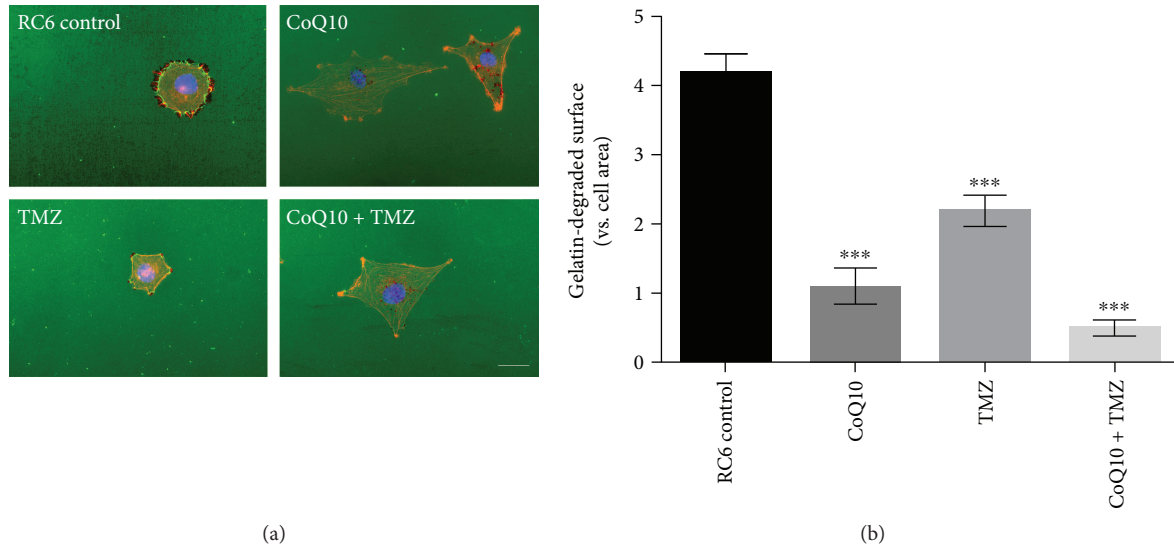 RC6 control
CoQ10
TMZ
CoQ10 + TMZ
(a)
Gelatin-degraded surface
(vs. cell area)
5
4
3
2
1
0
***
***
***
RC6 control
CoQ10
TMZ
CoQ10 + TMZ
(b)